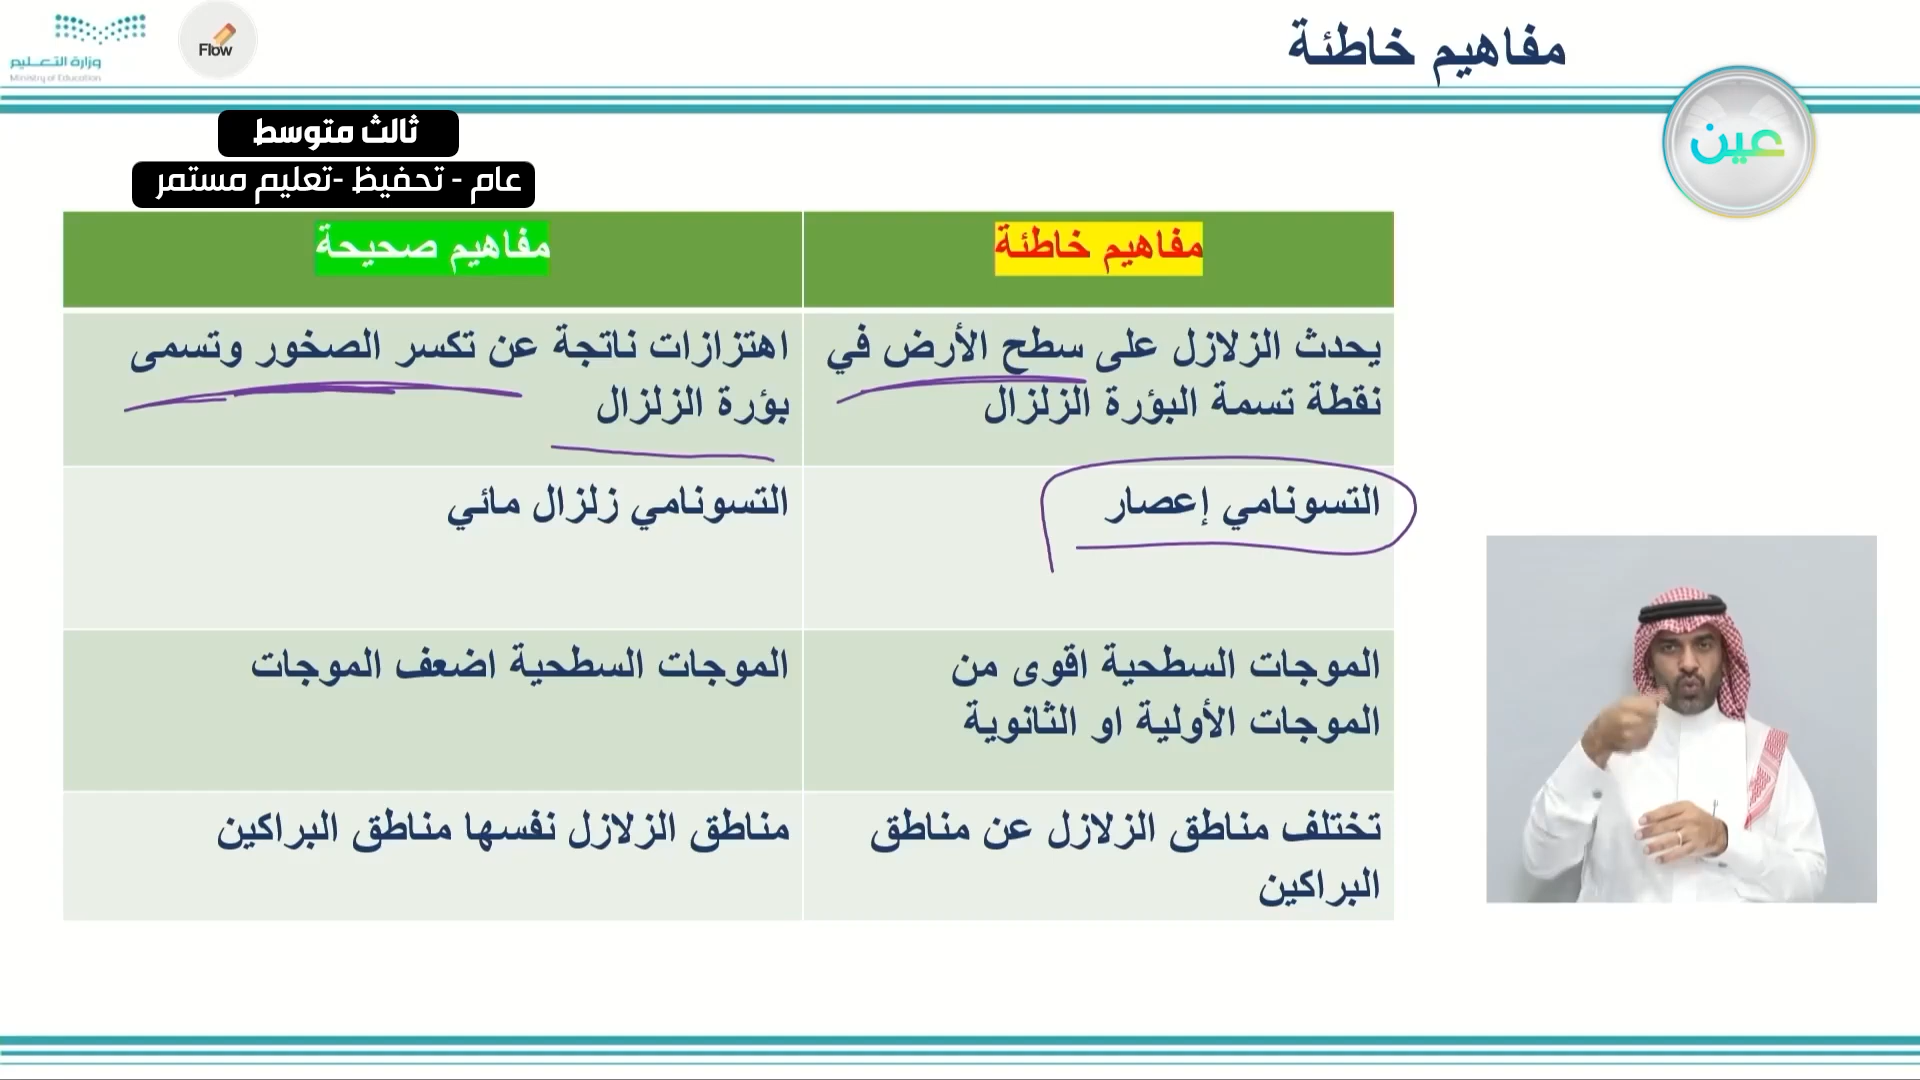 مفاهيم خاطئة
وزارة التعليم
Ministry of Education
Flow
عين
ثالث متوسط
عام - تحفيظ -تعليم مستمر
مفاهيم خاطئة
مفاهيم صحيحة
يحدث الزلازل على سطح الأرض في
نقطة تسمة البؤرة الزلزال
اهتزازات ناتجة عن تكسر الصخور وتسمى
بؤرة الزلزال
التسونامي إعصار
التسونامي زلزال مائي
الموجات السطحية اقوى من
الموجات الأولية او الثانوية
الموجات السطحية اضعف الموجات
تختلف مناطق الزلازل عن مناطق
البراكين
مناطق الزلازل نفسها مناطق البراكين